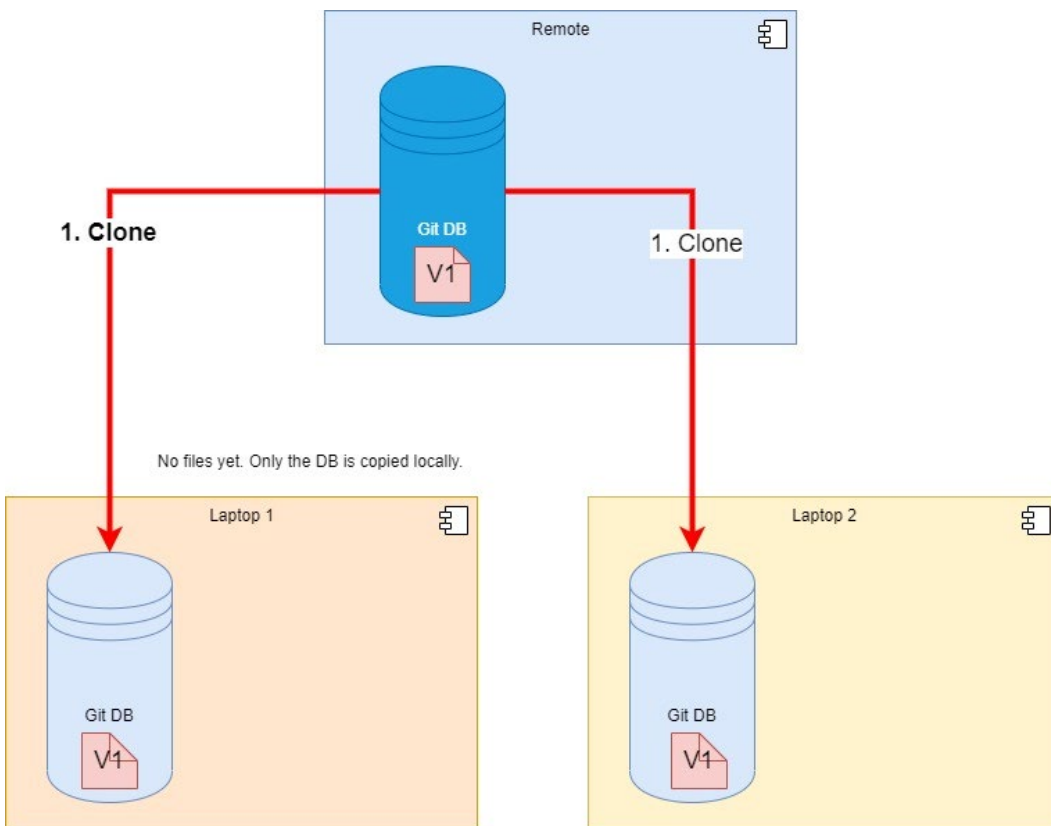 Remote
Git DB
V1
1. Clone
1. Clone
No files yet. Only the DB is copied locally.
Laptop 1
Laptop 2
Git DB
V1
Git DB
V1